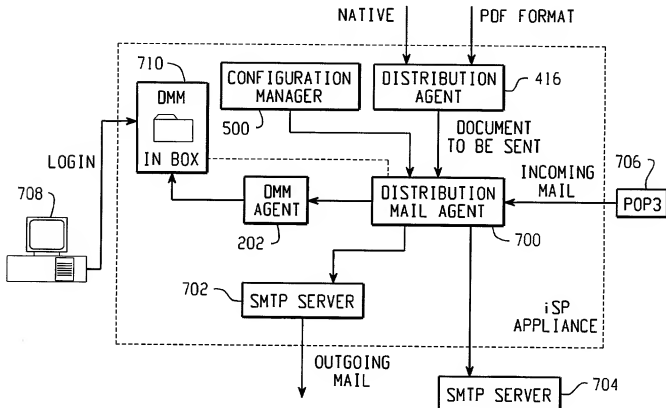 NATIVE
PDF FORMAT
710
DMM
IN BOX
CONFIGURATION
MANAGER
500
DISTRIBUTION
AGENT
416
DOCUMENT
TO BE SENT
LOGIN
708
INCOMING
MAIL
706
POP3
DMM
AGENT
202
DISTRIBUTION
MAIL AGENT
700
702
SMTP SERVER
iSP
APPLIANCE
OUTGOING
MAIL
SMTP SERVER
704